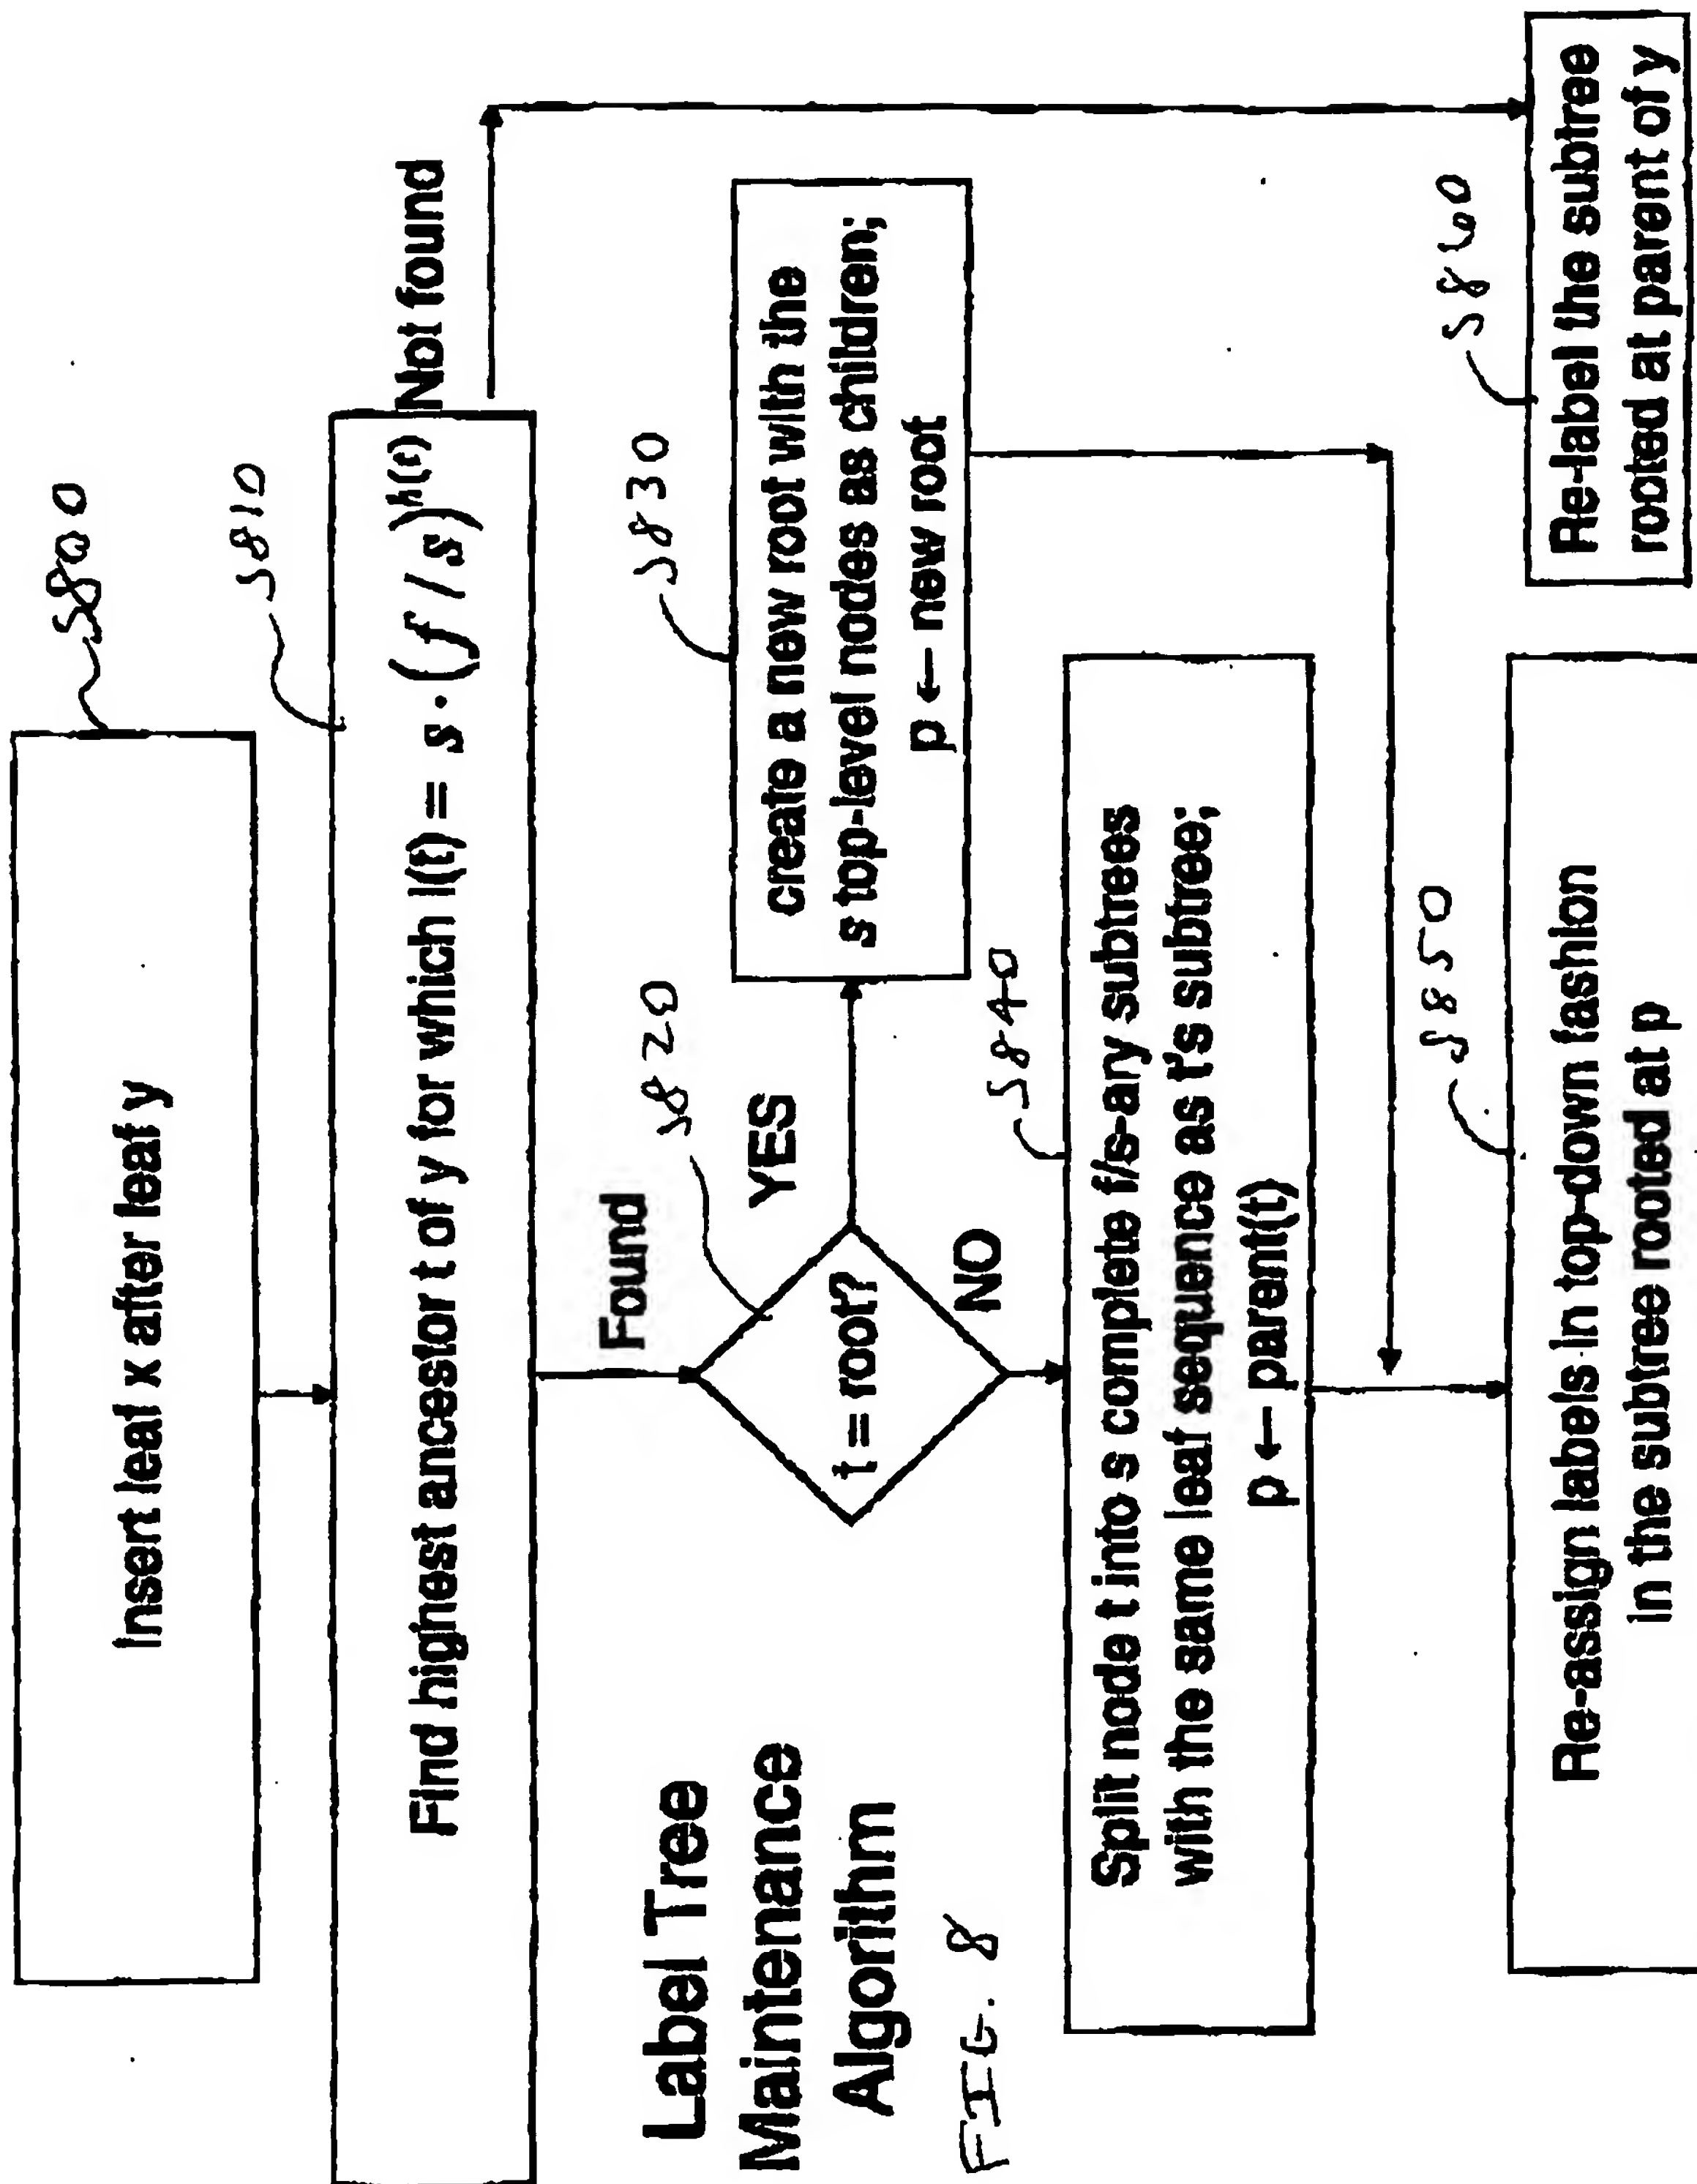 S800
Insert leaf x after leaf y
S810
Find highest ancestor t of y for which l(t) = s · (f / s)^h(t)
Not found
Found
S820
t = root?
YES
NO
S830
create a new root with the
s top-level nodes as children;
p ← new root
Label Tree
Maintenance
Algorithm
FIG. 8
S840
Split node t into s complete f/s-ary subtrees
with the same leaf sequence as t's subtree;
p ← parent(t)
S850
Re-assign labels in top-down fashion
in the subtree rooted at p
S860
Re-label the subtree
rooted at parent of y